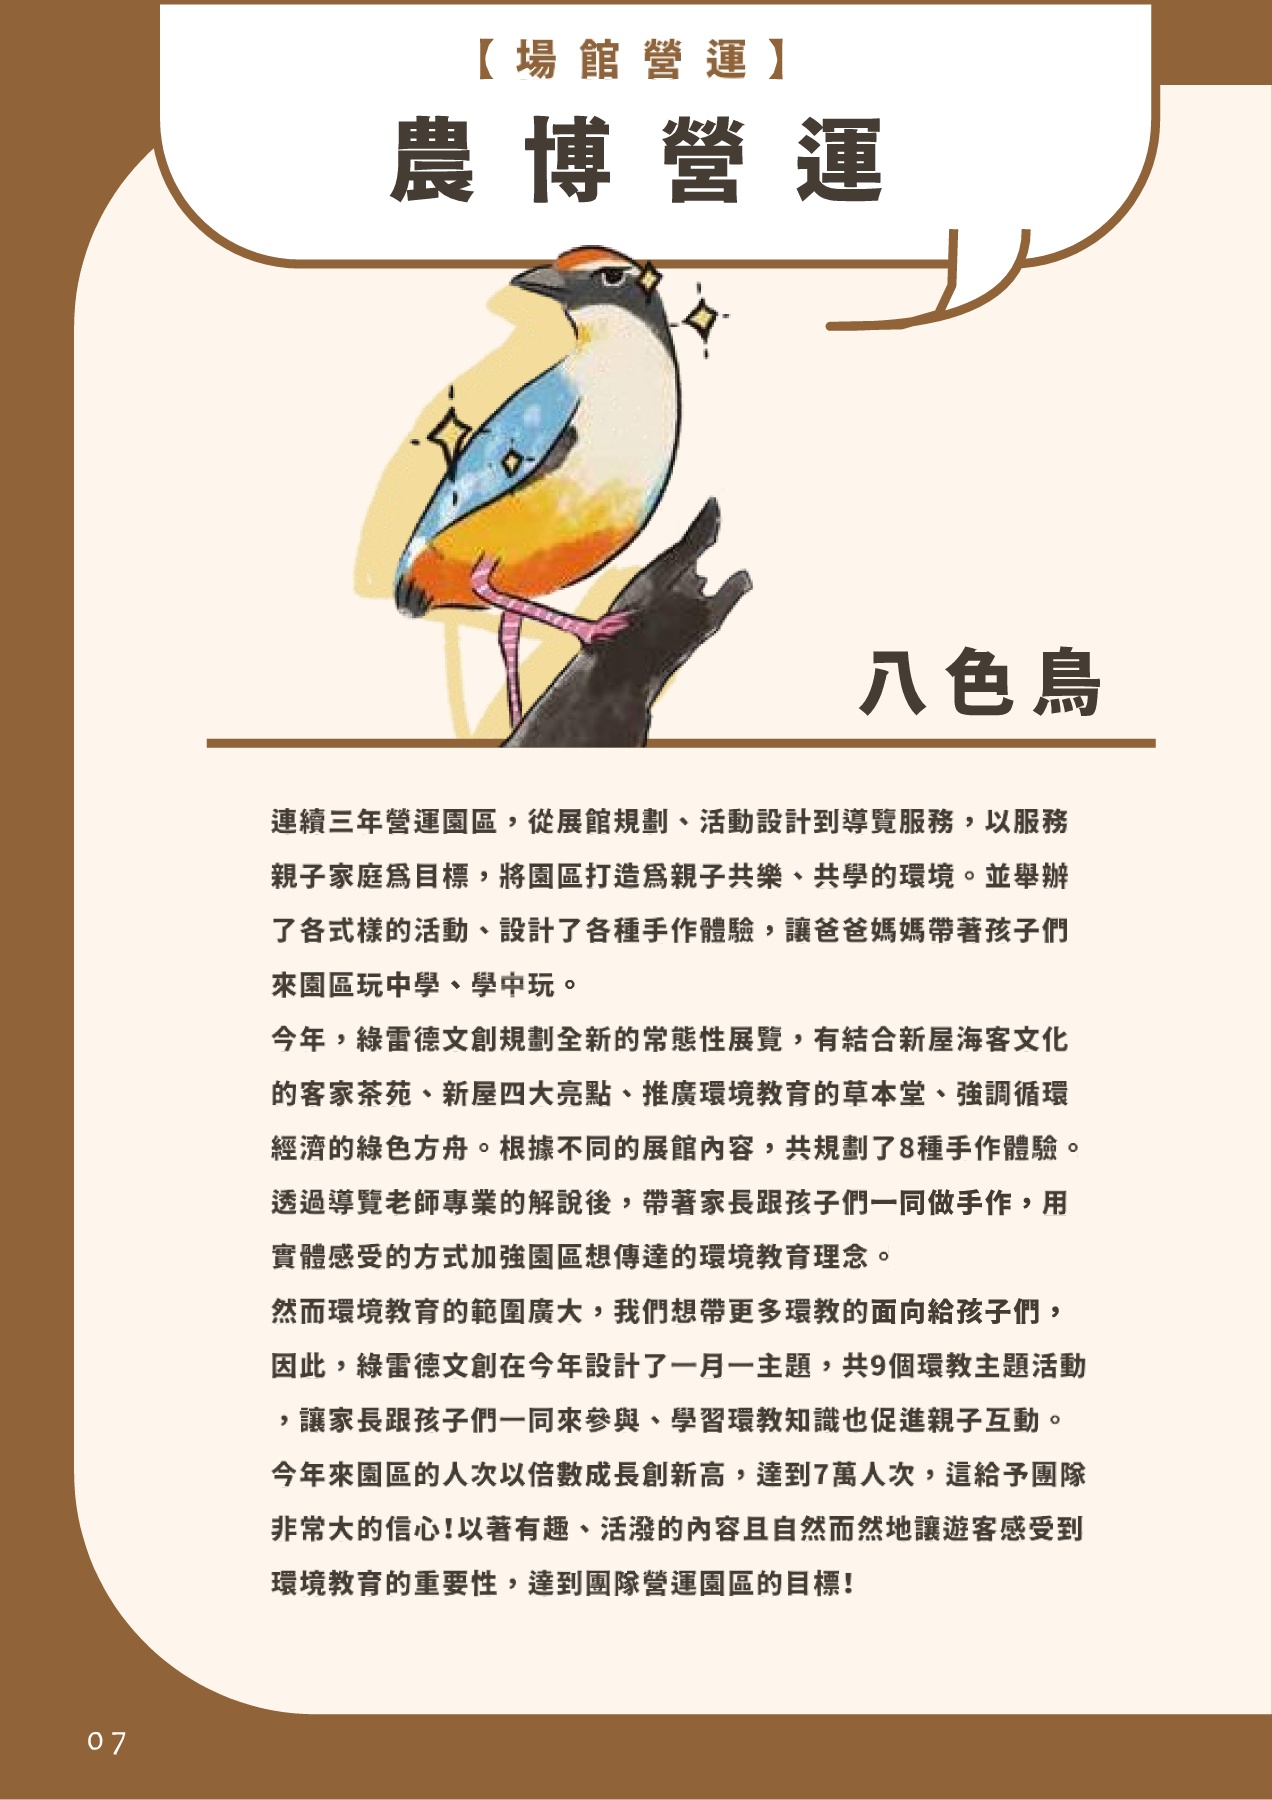 【場館營運】
農博營運
八色鳥
連續三年營運園區，從展館規劃、活動設計到導覽服務，以服務
親子家庭為目標，將園區打造為親子共樂、共學的環境。並舉辦
了各式樣的活動、設計了各種手作體驗，讓爸爸媽媽帶著孩子們
來園區玩中學、學中玩。
今年，綠雷德文創規劃全新的常態性展覽，有結合新屋海客文化
的客家茶苑、新屋四大亮點、推廣環境教育的草本堂、強調循環
經濟的綠色方舟。根據不同的展館內容，共規劃了8種手作體驗。
透過導覽老師專業的解說後，帶著家長跟孩子們一同做手作，用
實體感受的方式加強園區想傳達的環境教育理念。
然而環境教育的範圍廣大，我們想帶更多環教的面向給孩子們，
因此，綠雷德文創在今年設計了一月一主題，共9個環教主題活動
，讓家長跟孩子們一同來參與、學習環教知識也促進親子互動。
今年來園區的人次以倍數成長創新高，達到7萬人次，這給予團隊
非常大的信心!以著有趣、活潑的內容且自然而然地讓遊客感受到
環境教育的重要性，達到團隊營運園區的目標!
07